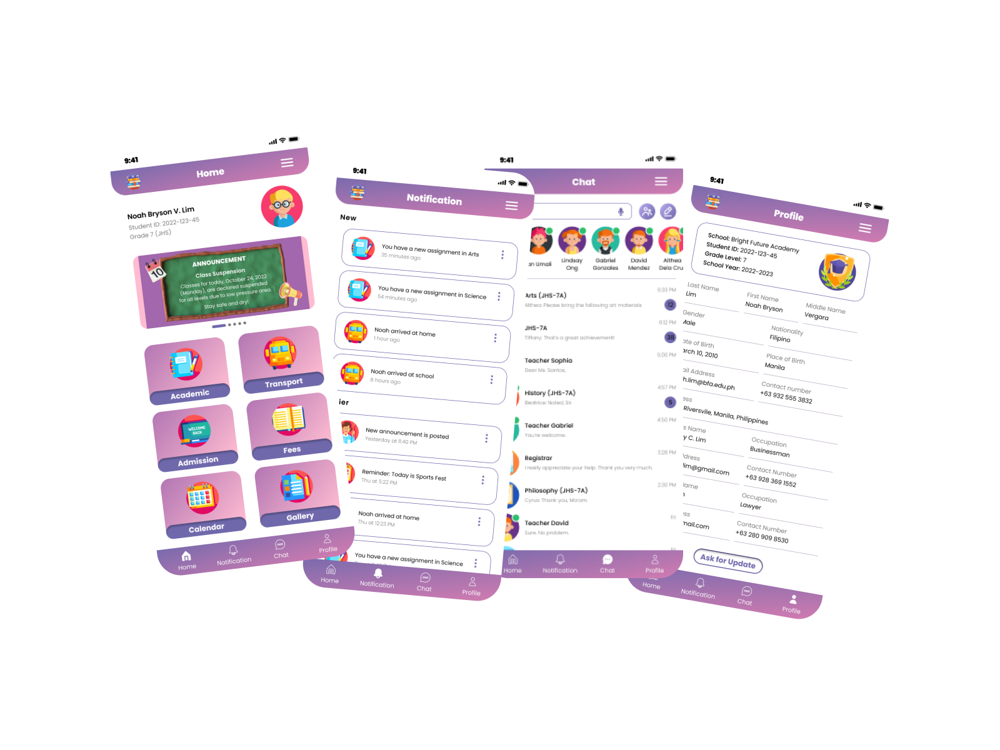 9:41
Home
Noah Bryson V. Lim
Student ID: 2022-123-45
Grade 7 (JHS)
10
ANNOUNCEMENT
Class Suspension
Classes for today, October 24, 2022
(Monday), are declared suspended
for all levels due to low pressure area.
Stay safe and dry!
Academic
Transport
WELCOME
BACK
Admission
Fees
Calendar
Gallery
Home
Notification
Chat
Profile
9:41
Notification
New
You have a new assignment in Arts
35 minutes ago
You have a new assignment in Science
54 minutes ago
Noah arrived at home
1 hour ago
Noah arrived at school
8 hours ago
ier
New announcement is posted
Yesterday at 11:40 PM
Reminder: Today is Sports Fest
Thu at 5:22 PM
Noah arrived at home
Thu at 12:23 PM
You have a new assignment in Science
Home
Notification
Chat
Profile
9:41
Chat
on Umali
Lindsay
Ong
Gabriel
Gonzales
David
Mendez
Althea
Dela Cru
Arts (JHS-7A)
6:33 PM
Althea: Please bring the following art materials
12
JHS-7A
6:12 PM
Tiffany: That's a great achievement!
38
Teacher Sophia
5:00 PM
Dear Ms. Santos,
History (JHS-7A)
4:57 PM
Beatrice: Noted, Sir.
5
Teacher Gabriel
4:50 PM
You're welcome.
Registrar
3:28 PM
I really appreciate your help. Thank you very much.
Philosophy (JHS-7A)
2:30 PM
Cyrus: Thank you, Ma'am.
Teacher David
Fri
Sure. No problem.
Fri
Home
Notification
Chat
Profile
9:41
Profile
School: Bright Future Academy
Student ID: 2022-123-45
Grade Level: 7
School Year: 2022-2023
Last Name
First Name
Middle Name
Lim
Noah Bryson
Vergara
Gender
Nationality
Male
Filipino
ate of Birth
Place of Birth
arch 10, 2010
Manila
ail Address
Contact number
h.lim@bfa.edu.ph
+63 932 555 3832
ess
Riversvile, Manila, Philippines
s Name
Occupation
y C. Lim
Businessman
ddress
Contact Number
lim@gmail.com
+63 928 369 1552
Name
Occupation
Lawyer
ess
Contact Number
mail.com
+63 280 909 8530
Ask for Update
Home
Notification
Chat
Profile